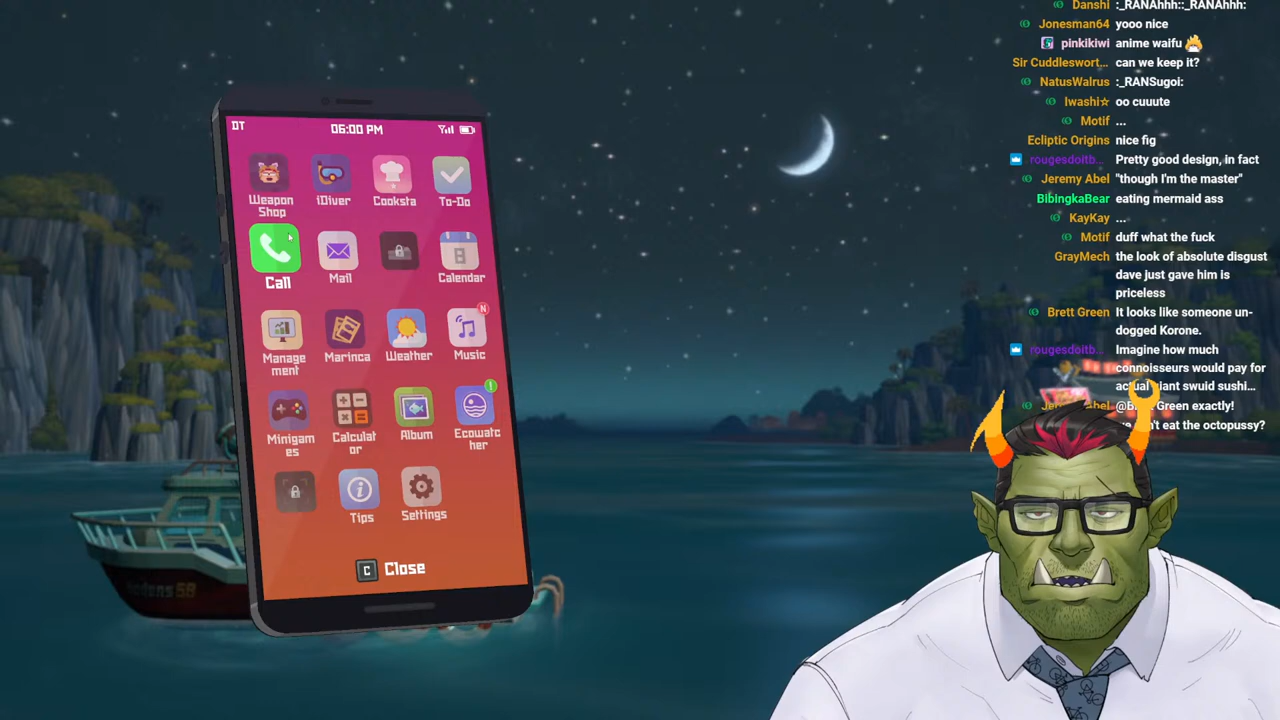 DT
06:00 PM
Weapon Shop
iDiver
Cooksta
To-Do
Call
Mail
Calendar
Manage
ment
Marinca
Weather
Music
N
Minigam
es
Calculat
or
Album
Ecowatc
her
!
Tips
Settings
C Close
Danshi :_RANAhhh::_RANAhhh:
Jonesman64 yooo nice
pinkikiwi anime waifu
Sir Cuddleswort... can we keep it?
NatusWalrus :_RANSugoi:
Iwashi☆ oo cuuute
Motif ...
Ecliptic Origins nice fig
rougesdoitb... Pretty good design, in fact
Jeremy Abel "though I'm the master"
BibingkaBear eating mermaid ass
KayKay ...
Motif duff what the fuck
GrayMech the look of absolute disgust
dave just gave him is
priceless
Brett Green It looks like someone un-
dogged Korone.
rougesdoitb... Imagine how much
connoisseurs would pay for
sushi...
Green exactly!
eat the octopussy?